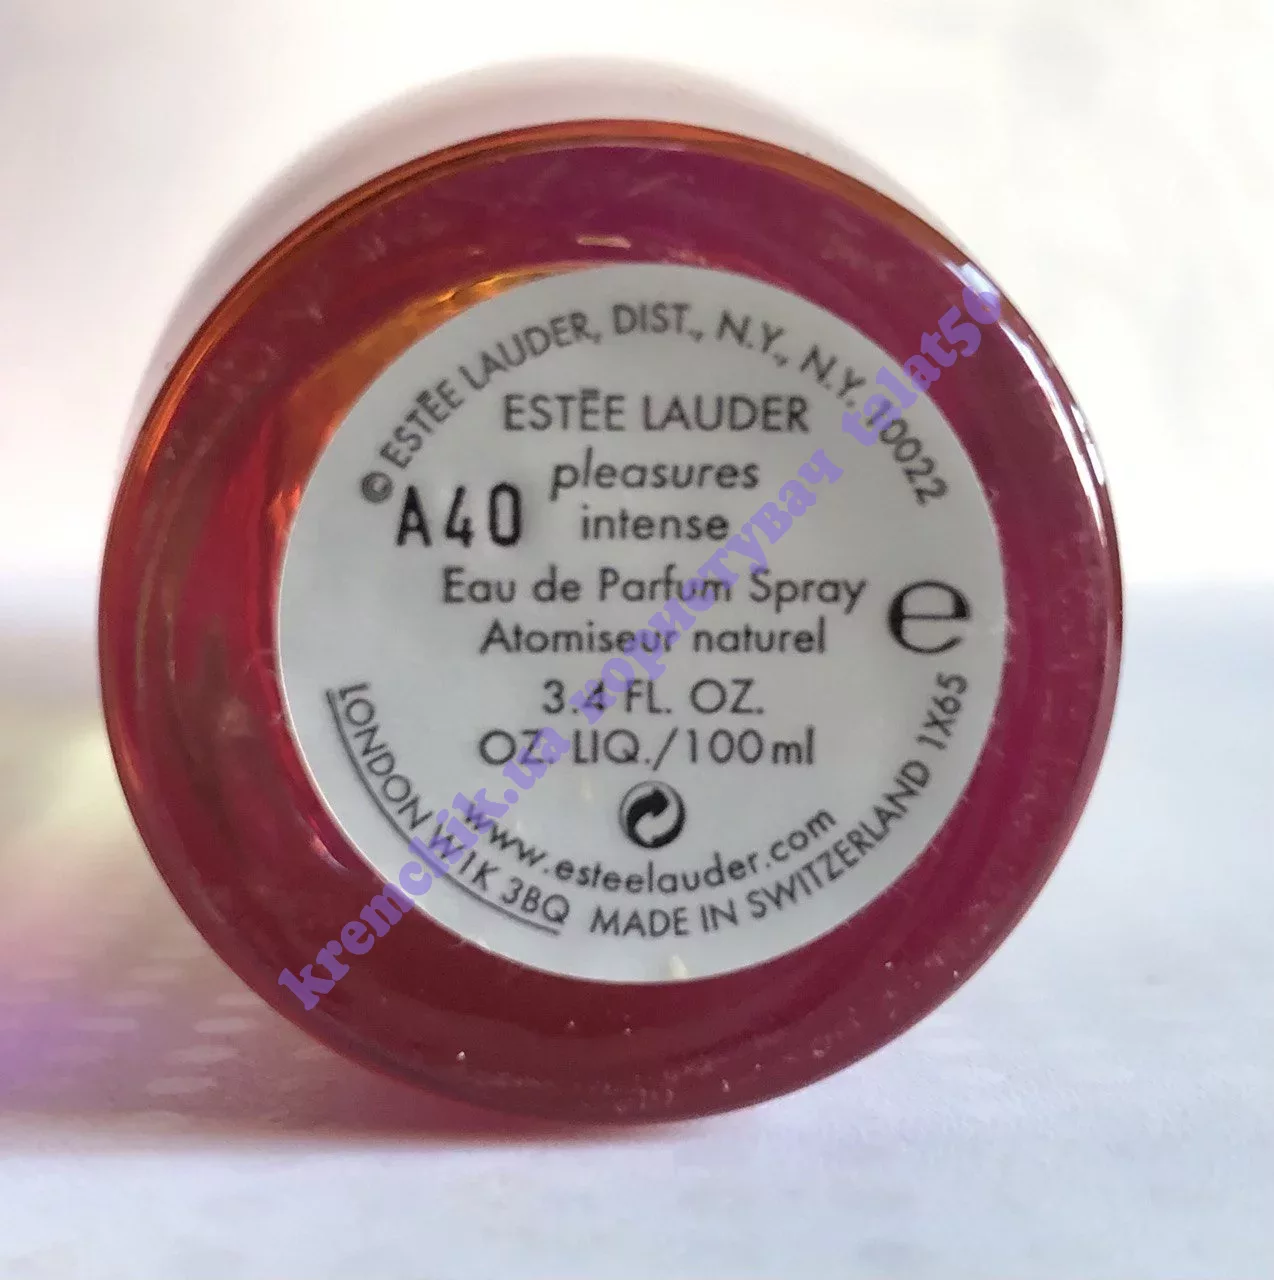 © ESTĒE LAUDER, DIST., N.Y., N.Y. 10022
ESTĒE LAUDER
pleasures
intense
A40
Eau de Parfum Spray
Atomiseur naturel
e
3.4 FL. OZ.
OZ. LIQ./100ml
www.esteelauder.com
LONDON W1K 3BQ MADE IN SWITZERLAND 1X65
kremchik.ua користувач talat56